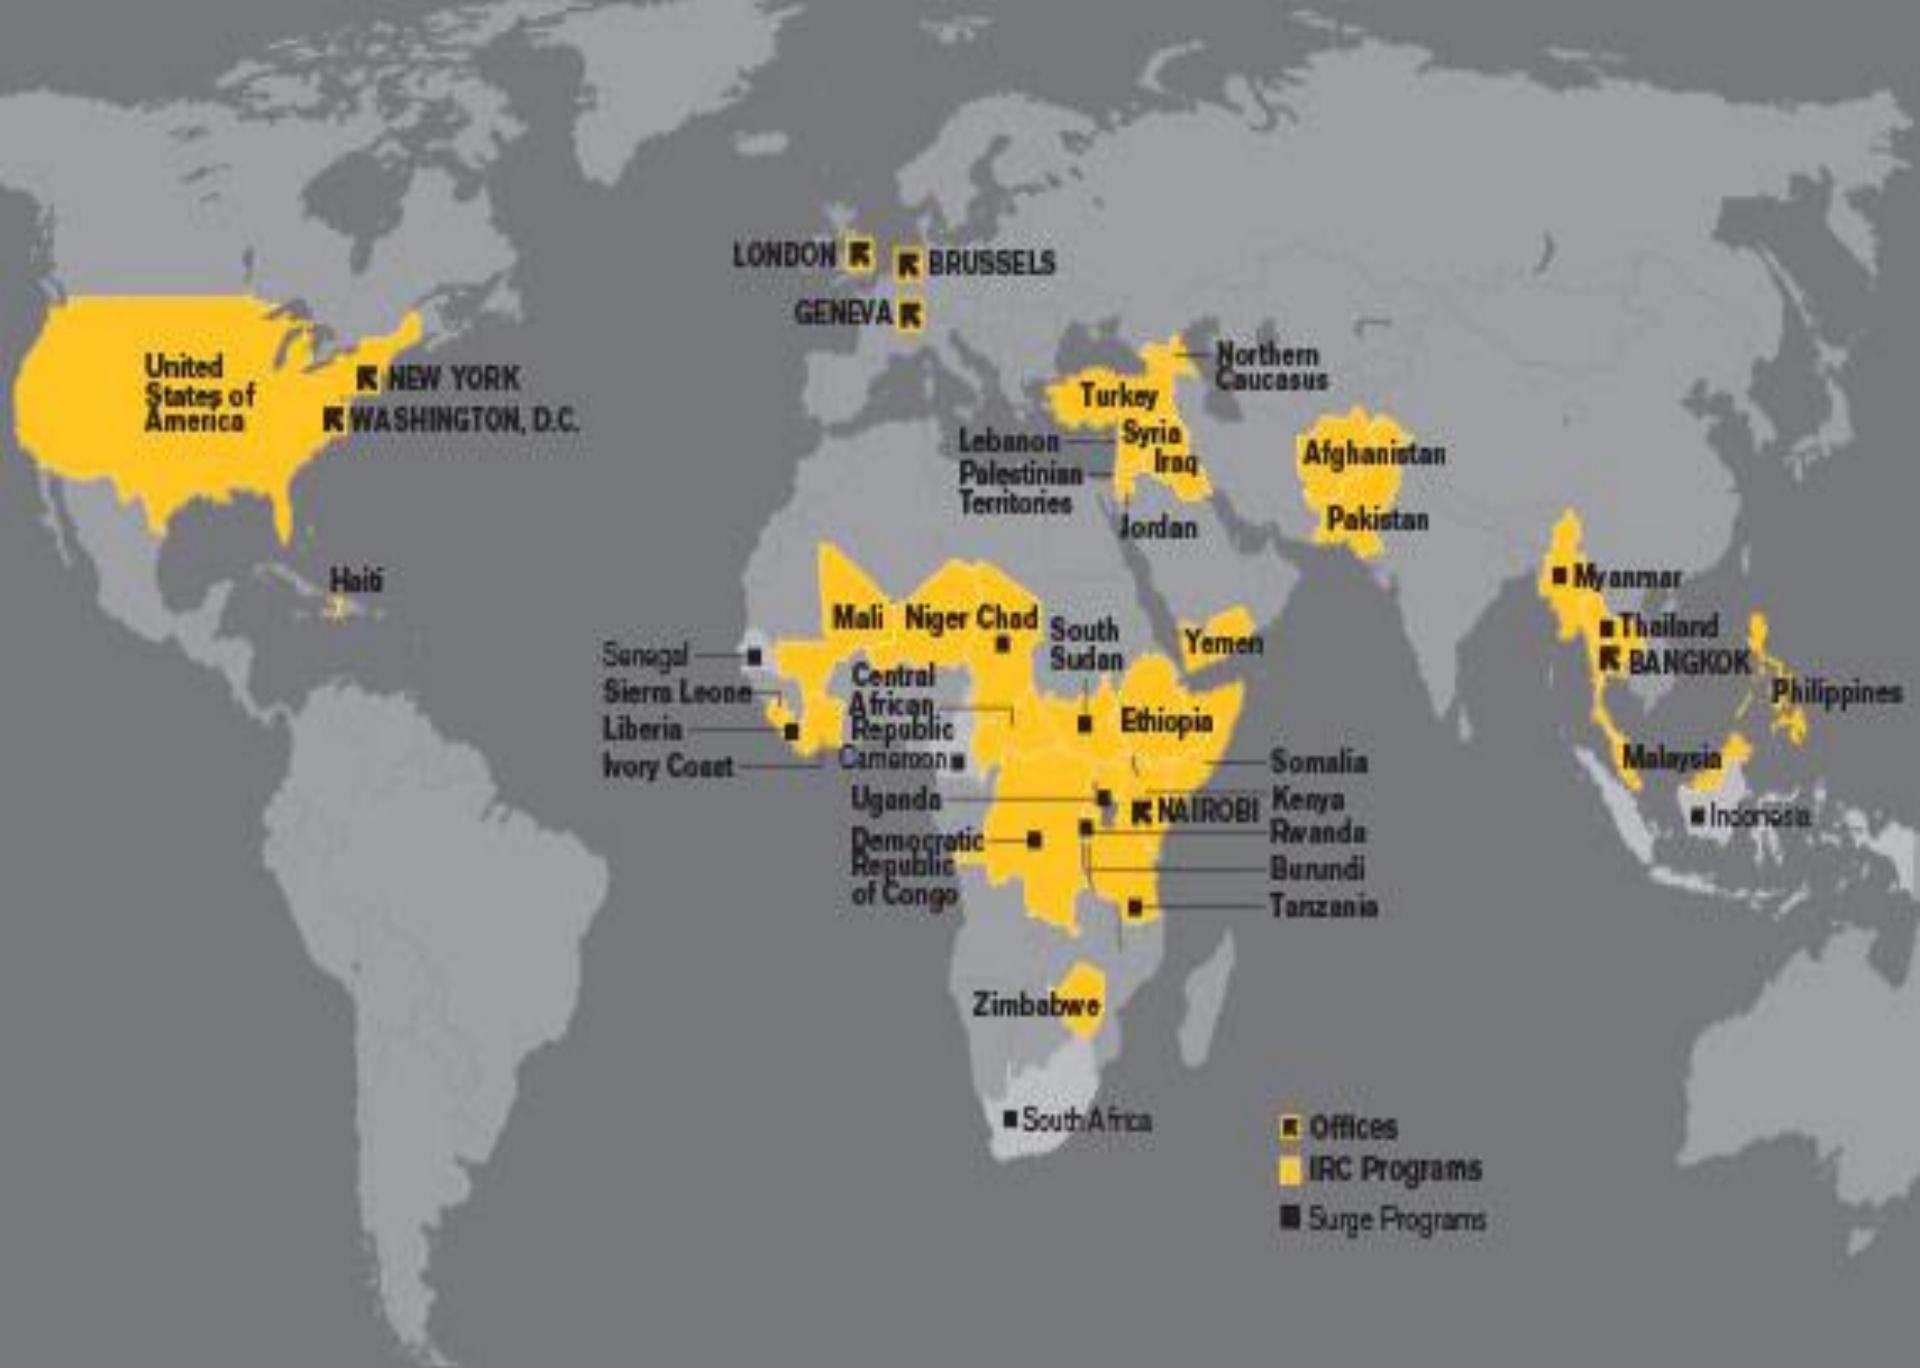 LONDON
BRUSSELS
GENEVA
United
States of
America
NEW YORK
WASHINGTON, D.C.
Haiti
Northern
Caucasus
Turkey
Syria
Iraq
Lebanon
Palestinian
Territories
Jordan
Afghanistan
Pakistan
Mali
Niger
Chad
South
Sudan
Yemen
Myanmar
Thailand
BANGKOK
Philippines
Malaysia
Indonesia
Senegal
Sierra Leone
Liberia
Ivory Coast
Central
African
Republic
Cameroon
Uganda
Democratic
Republic
of Congo
Ethiopia
Somalia
Kenya
NAIROBI
Rwanda
Burundi
Tanzania
Zimbabwe
South Africa
Offices
IRC Programs
Surge Programs